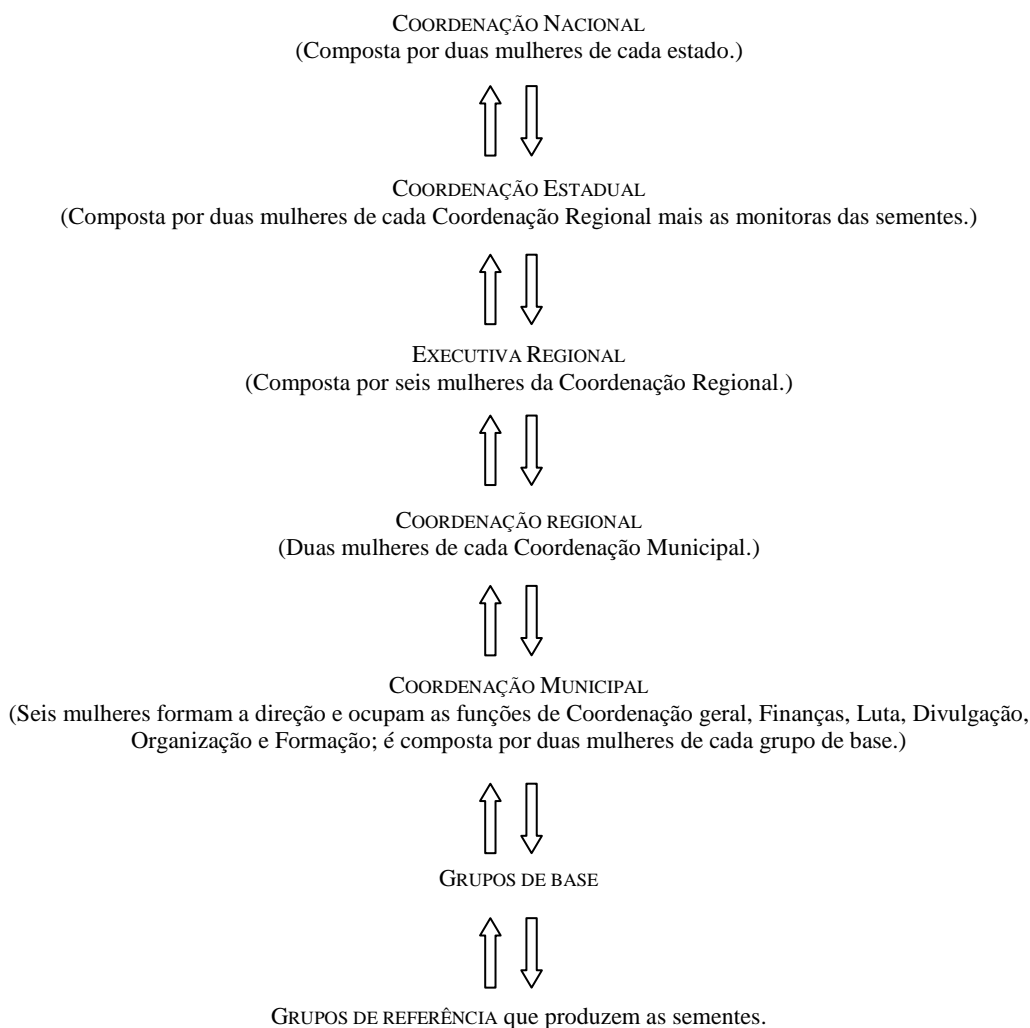 COORDENAÇÃO NACIONAL
(Composta por duas mulheres de cada estado.)
COORDENAÇÃO ESTADUAL
(Composta por duas mulheres de cada Coordenação Regional mais as monitoras das sementes.)
EXECUTIVA REGIONAL
(Composta por seis mulheres da Coordenação Regional.)
COORDENAÇÃO REGIONAL
(Duas mulheres de cada Coordenação Municipal.)
COORDENAÇÃO MUNICIPAL
(Seis mulheres formam a direção e ocupam as funções de Coordenação geral, Finanças, Luta, Divulgação,
Organização e Formação; é composta por duas mulheres de cada grupo de base.)
GRUPOS DE BASE
GRUPOS DE REFERÊNCIA que produzem as sementes.